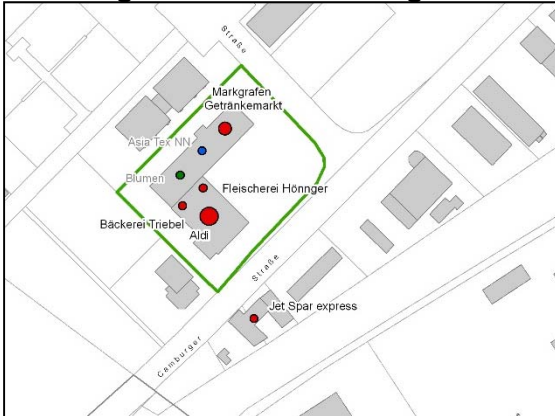 Straße
Markgrafen
Getränkemarkt
Asia Tex NN
Blumen
Fleischerei Hönnger
Bäckerei Triebel
Aldi
Straße
Jet Spar express
Camburger